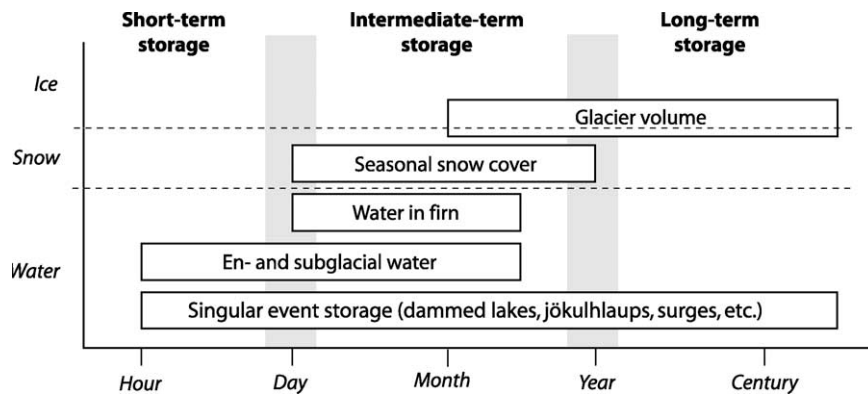 Short-term storage
Intermediate-term storage
Long-term storage
Ice
Glacier volume
Snow
Seasonal snow cover
Water in firn
Water
En- and subglacial water
Singular event storage (dammed lakes, jökulhlaups, surges, etc.)
Hour
Day
Month
Year
Century